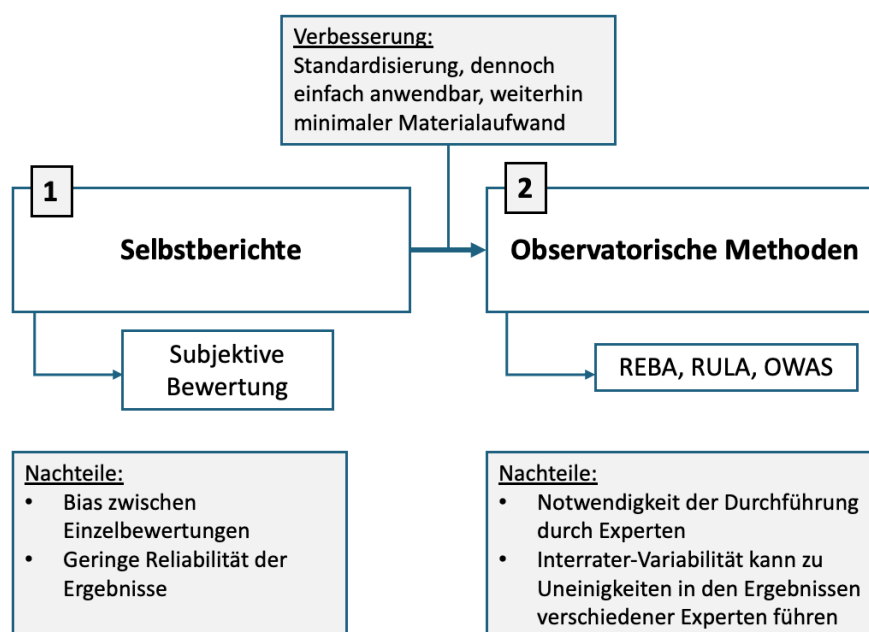 Verbesserung:
Standardisierung, dennoch
einfach anwendbar, weiterhin
minimaler Materialaufwand
1
Selbstberichte
2
Observatorische Methoden
Subjektive
Bewertung
REBA, RULA, OWAS
Nachteile:
• Bias zwischen
Einzelbewertungen
• Geringe Reliabilität der
Ergebnisse
Nachteile:
• Notwendigkeit der Durchführung
durch Experten
• Interrater-Variabilität kann zu
Uneinigkeiten in den Ergebnissen
verschiedener Experten führen